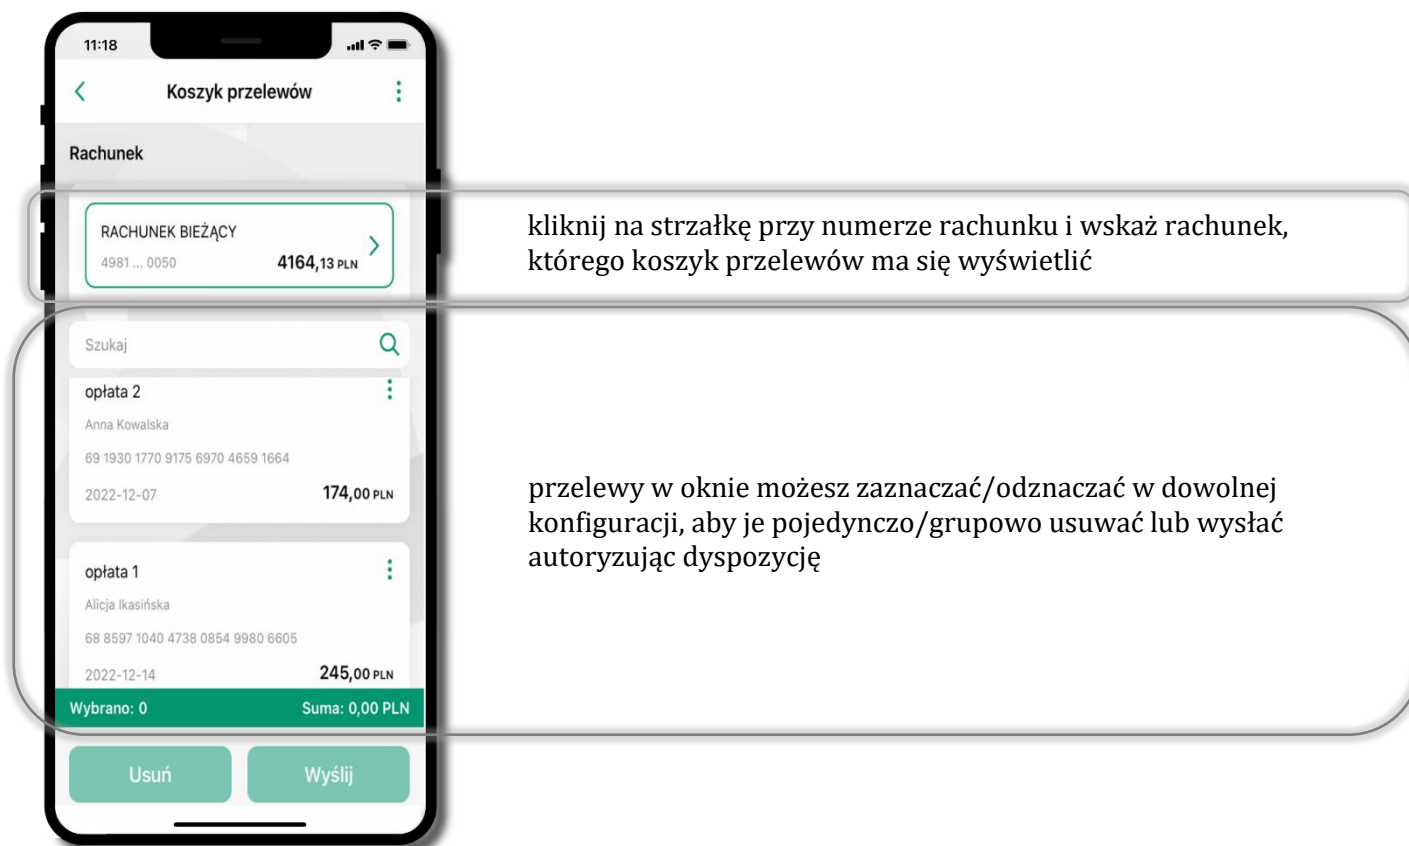 11:18
Koszyk przelewów
Rachunek
RACHUNEK BIEŻĄCY
4981 ... 0050
4164,13 PLN
kliknij na strzałkę przy numerze rachunku i wskaż rachunek,
którego koszyk przelewów ma się wyświetlić
Szukaj
opłata 2
Anna Kowalska
69 1930 1770 9175 6970 4659 1664
2022-12-07
174,00 PLN
przelewy w oknie możesz zaznaczać/odznaczać w dowolnej
konfiguracji, aby je pojedynczo/grupowo usuwać lub wysłać
autoryzując dyspozycję
opłata 1
Alicja Ikasińska
68 8597 1040 4738 0854 9980 6605
2022-12-14
245,00 PLN
Wybrano: 0
Suma: 0,00 PLN
Usuń
Wyślij